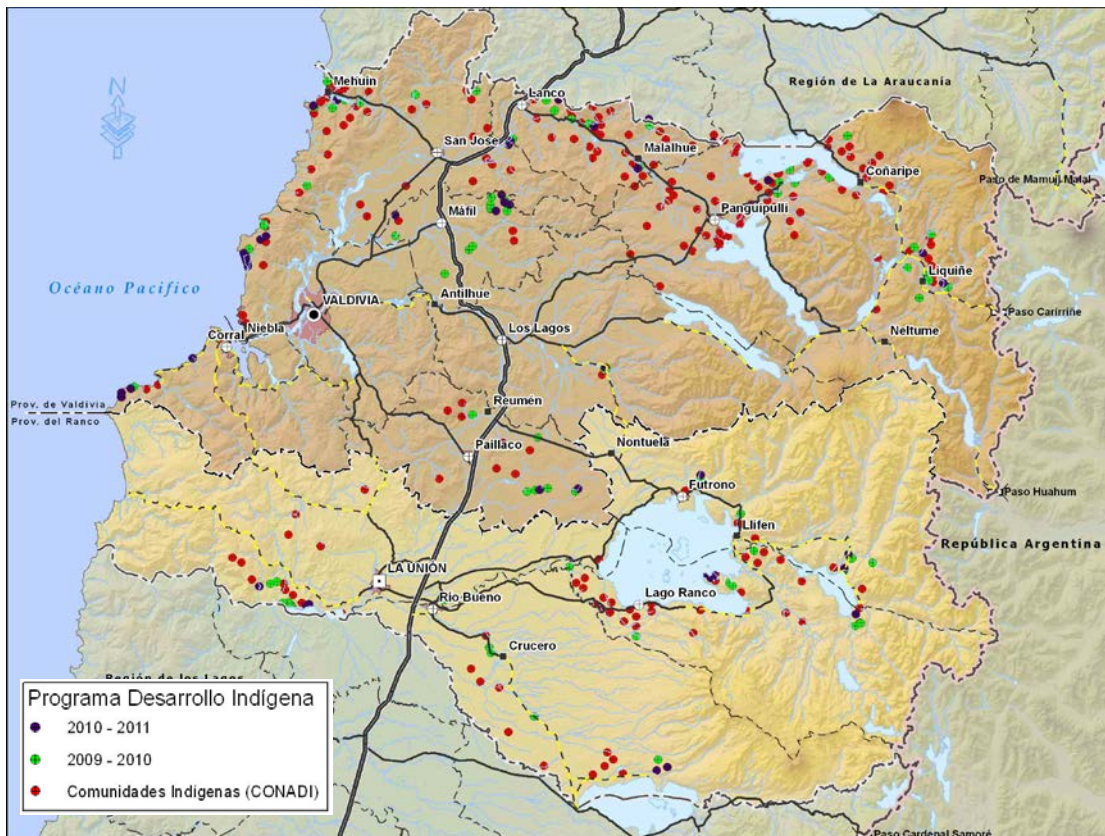 Región de La Araucanía
Mehuín
Lanco
San José
Malalhue
Coñaripe
Paso de Mamuil Malal
Panguipulli
Máfil
Liquiñe
Océano Pacífico
Antilhue
VALDIVIA
Paso Carirriñe
Niebla
Corral
Los Lagos
Neltume
Prov. de Valdivia
Prov. del Ranco
Reumén
Paillaco
Nontuela
Futrono
Paso Huahum
Llifen
República Argentina
LA UNIÓN
Rio Bueno
Lago Ranco
Crucero
Región de los Lagos
Programa Desarrollo Indígena
2010 - 2011
2009 - 2010
Comunidades Indígenas (CONADI)
Paso Cardenal Samoré
N